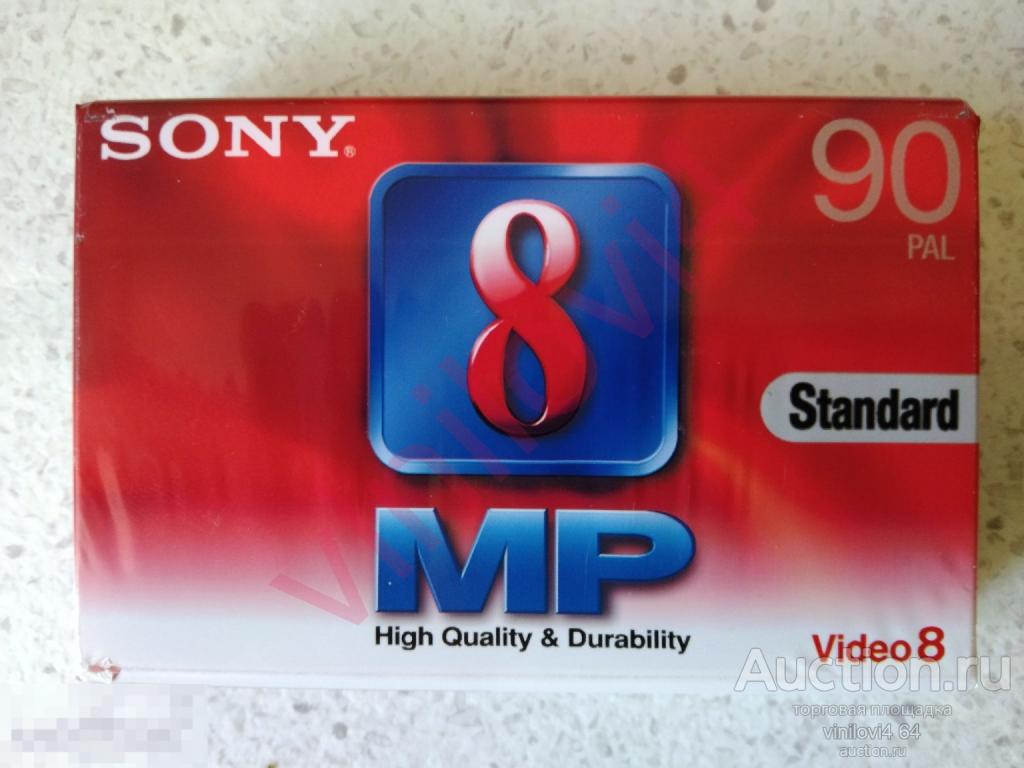 SONY®
90
PAL
8
Standard
MP
High Quality & Durability
Video 8
vinilovi4
Auction.ru
торговая площадка
vinilovi4 64
auction.ru